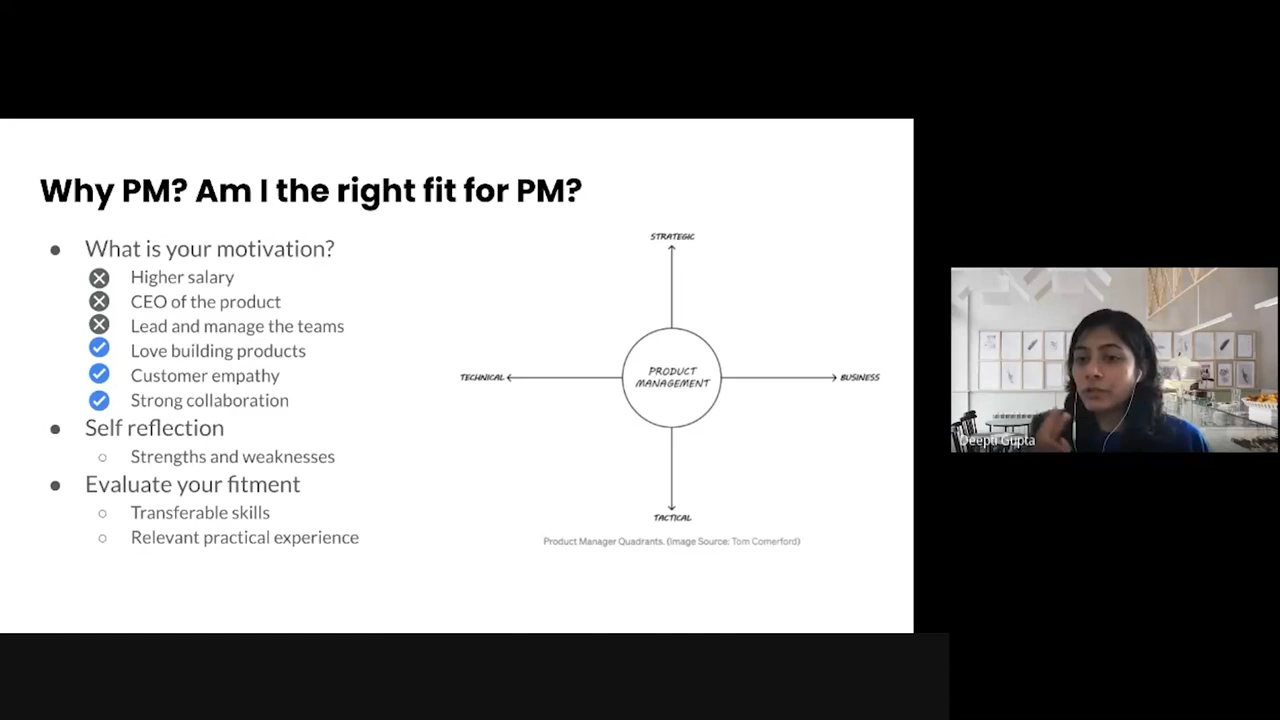 Why PM? Am I the right fit for PM?
What is your motivation?
Higher salary
CEO of the product
Lead and manage the teams
Love building products
Customer empathy
Strong collaboration
Self reflection
Strengths and weaknesses
Evaluate your fitment
Transferable skills
Relevant practical experience
STRATEGIC
TECHNICAL
PRODUCT
MANAGEMENT
BUSINESS
TACTICAL
Product Manager Quadrants. (Image Source: Tom Comerford)
Deepti Gupta